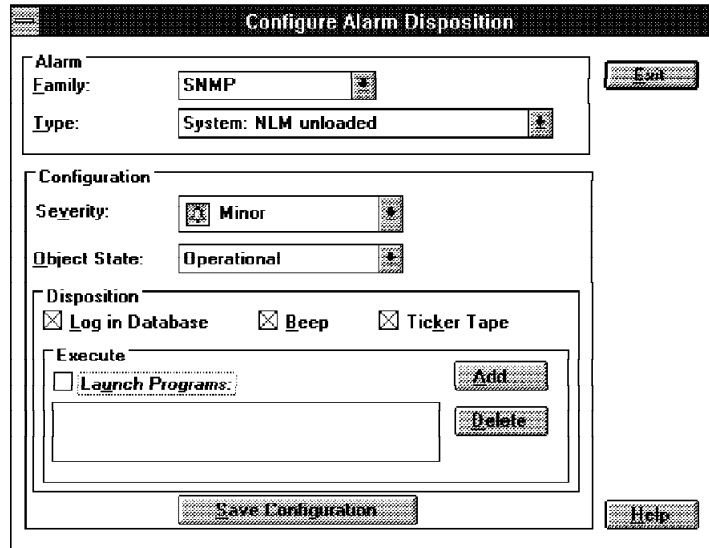 Configure Alarm Disposition
Alarm
Family: SNMP
Exit
Type: System: NLM unloaded
Configuration
Severity: Minor
Object State: Operational
Disposition
Log in Database Beep Ticker Tape
Execute
Launch Programs:
Add...
Delete
Save Configuration
Help